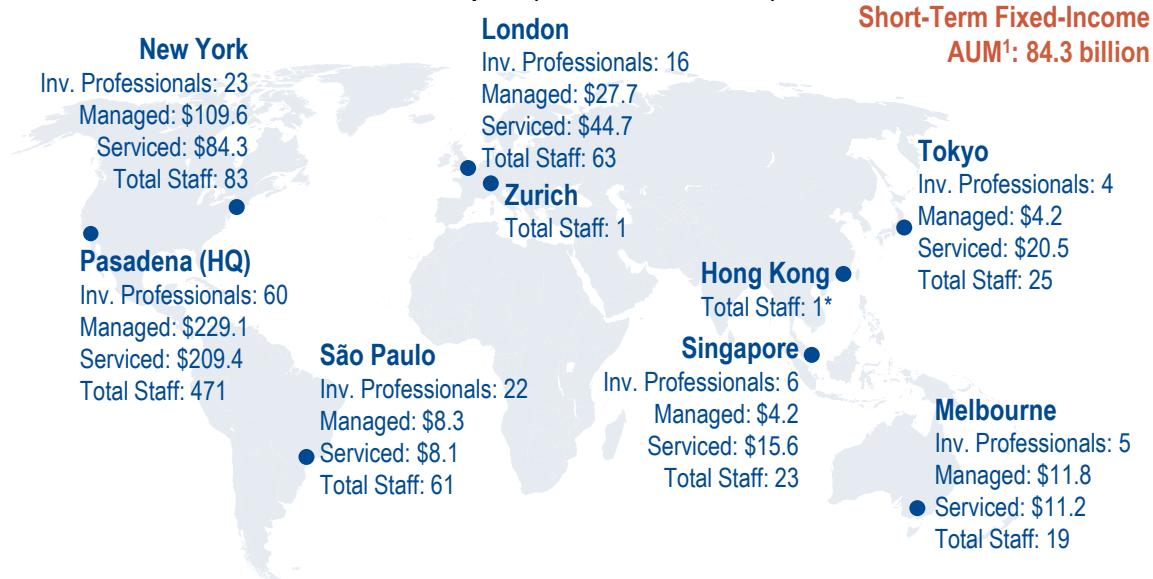 Short-Term Fixed-Income
AUM¹: 84.3 billion
New York
Inv. Professionals: 23
Managed: $109.6
Serviced: $84.3
Total Staff: 83
London
Inv. Professionals: 16
Managed: $27.7
Serviced: $44.7
Total Staff: 63
Zurich
Total Staff: 1
Tokyo
Inv. Professionals: 4
Managed: $4.2
Serviced: $20.5
Total Staff: 25
Pasadena (HQ)
Inv. Professionals: 60
Managed: $229.1
Serviced: $209.4
Total Staff: 471
Hong Kong
Total Staff: 1*
São Paulo
Inv. Professionals: 22
Managed: $8.3
Serviced: $8.1
Total Staff: 61
Singapore
Inv. Professionals: 6
Managed: $4.2
Serviced: $15.6
Total Staff: 23
Melbourne
Inv. Professionals: 5
Managed: $11.8
Serviced: $11.2
Total Staff: 19